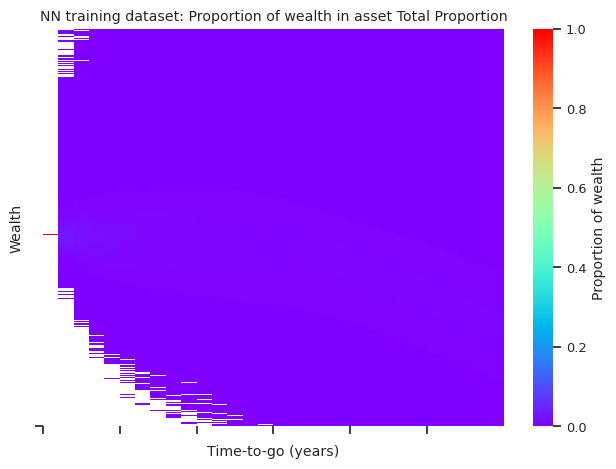 NN training dataset: Proportion of wealth in asset Total Proportion
Wealth
Time-to-go (years)
1.0
0.8
0.6
0.4
0.2
0.0
Proportion of wealth